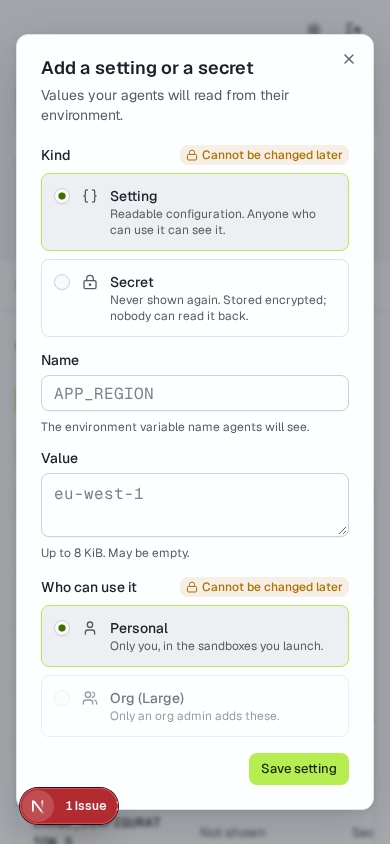 Add a setting or a secret
Values your agents will read from their
environment.
Kind
Cannot be changed later
Setting
Readable configuration. Anyone who
can use it can see it.
Secret
Never shown again. Stored encrypted;
nobody can read it back.
Name
APP_REGION
The environment variable name agents will see.
Value
eu-west-1
Up to 8 KiB. May be empty.
Who can use it
Cannot be changed later
Personal
Only you, in the sandboxes you launch.
Org (Large)
Only an org admin adds these.
Save setting
N
1 Issue
Not shown